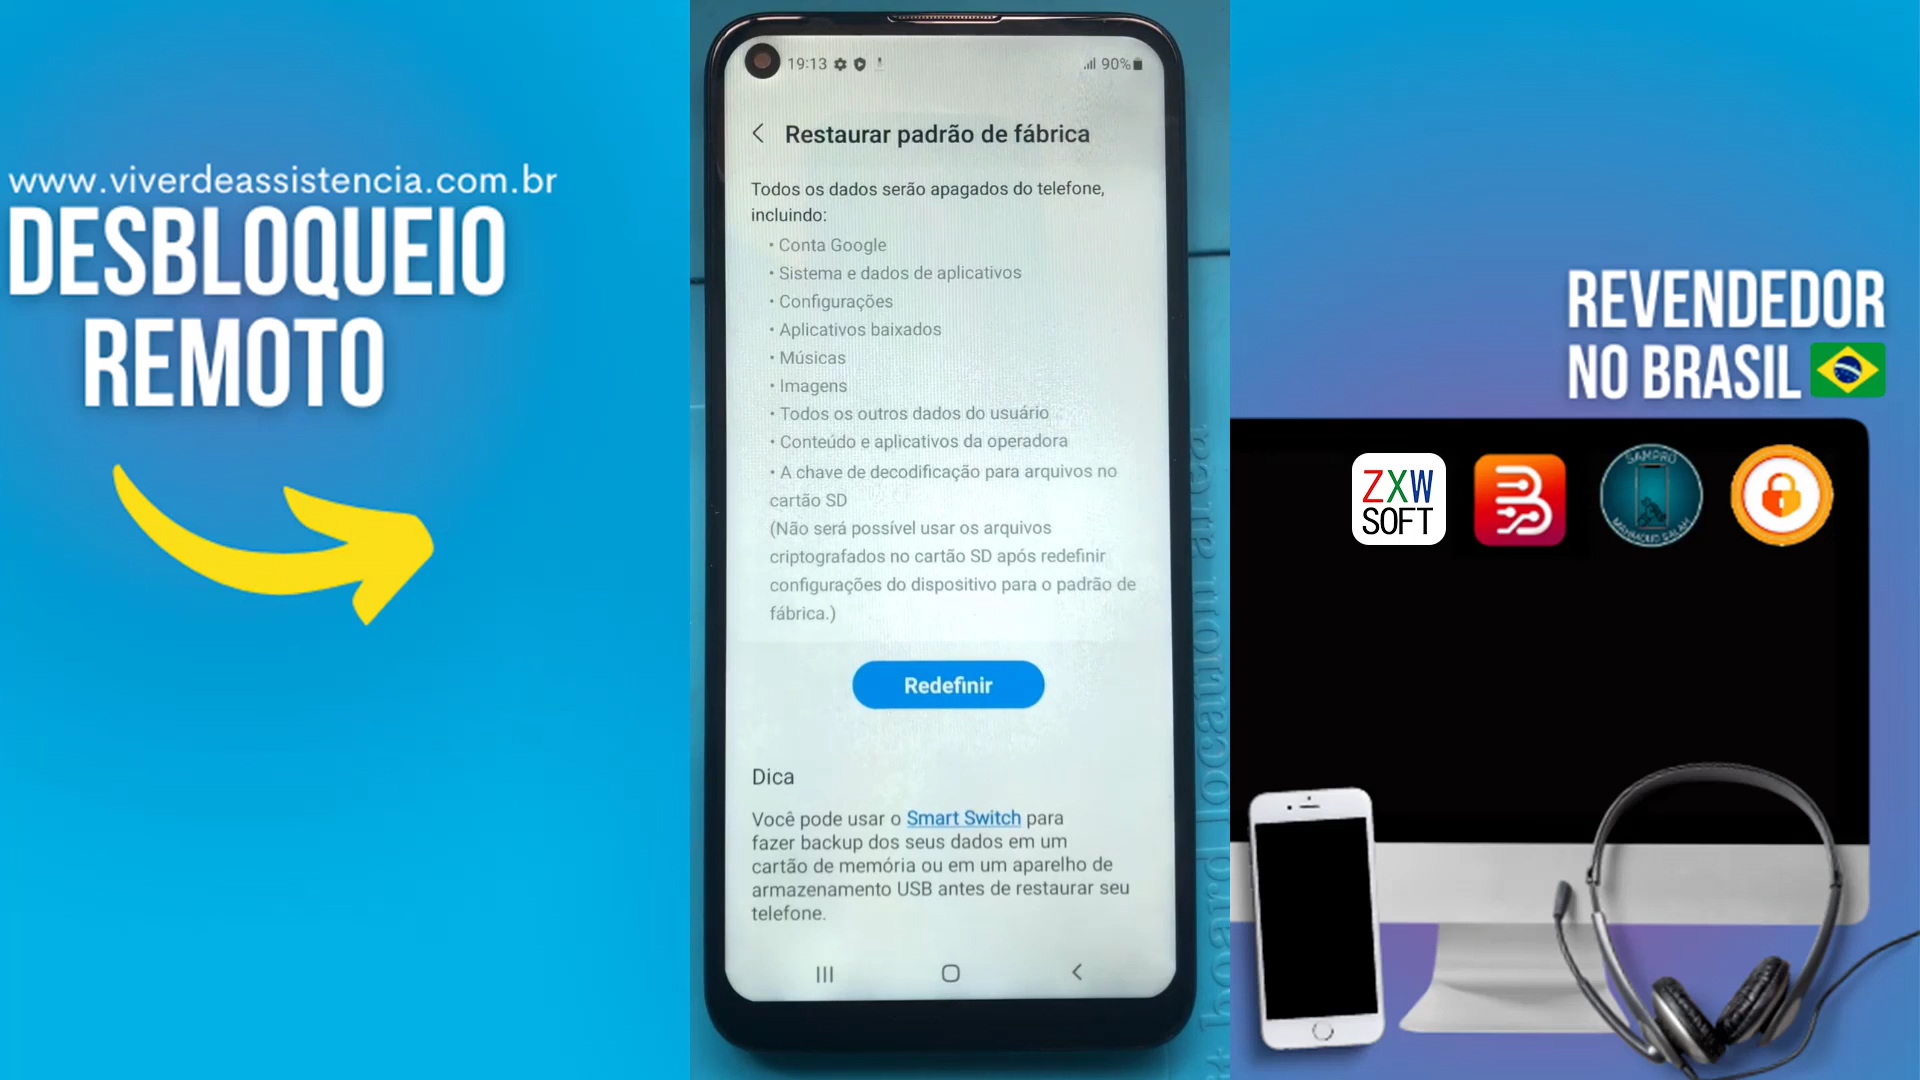 www.viverdeassistencia.com.br
DESBLOQUEIO
REMOTO
19:13
90%
Restaurar padrão de fábrica
Todos os dados serão apagados do telefone,
incluindo:
• Conta Google
• Sistema e dados de aplicativos
• Configurações
• Aplicativos baixados
• Músicas
• Imagens
• Todos os outros dados do usuário
• Conteúdo e aplicativos da operadora
• A chave de decodificação para arquivos no
cartão SD
(Não será possível usar os arquivos
criptografados no cartão SD após redefinir
configurações do dispositivo para o padrão de
fábrica.)
Redefinir
Dica
Você pode usar o Smart Switch para
fazer backup dos seus dados em um
cartão de memória ou em um aparelho de
armazenamento USB antes de restaurar seu
telefone.
board location area
REVENDEDOR
NO BRASIL
ZXW
SOFT
SAMPRO
MAHMOUD SALAH